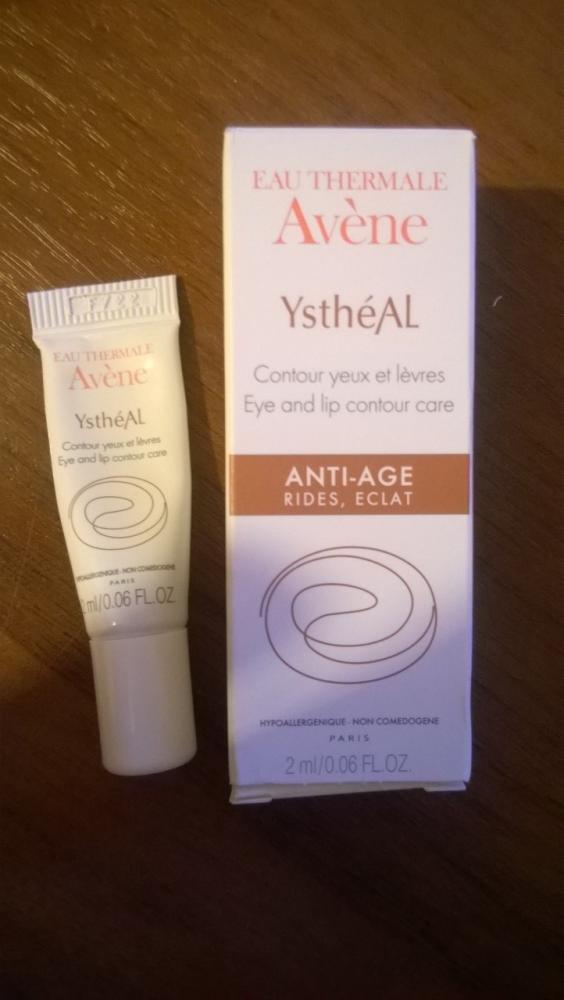 EAU THERMALE
Avène
YsthéAL
Contour yeux et lèvres
Eye and lip contour care
HYPOALLERGENIQUE - NON COMEDOGENE
PARIS
2 ml/0.06 FL.OZ.
EAU THERMALE
Avène
YsthéAL
Contour yeux et lèvres
Eye and lip contour care
ANTI-AGE
RIDES, ECLAT
HYPOALLERGENIQUE - NON COMEDOGENE
PARIS
2 ml/0.06 FL.OZ.